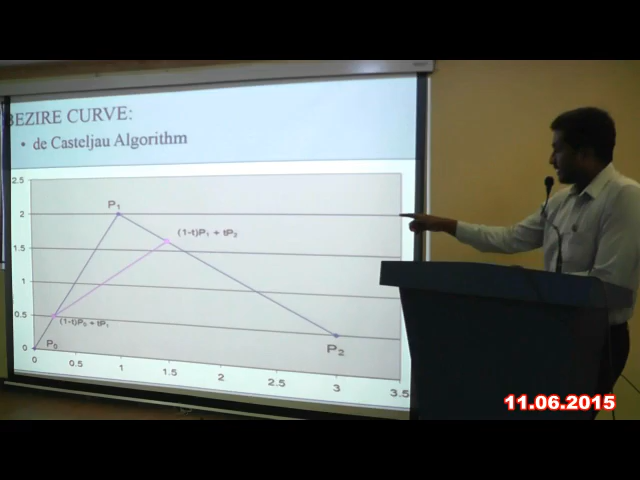 BEZIRE CURVE:
• de Casteljau Algorithm
2.5
2
1.5
1
0.5
0
P₁
(1-t)P₁ + tP₂
(1-t)P₀ + tP₁
P₀
P₂
0
0.5
1
1.5
2
2.5
3
3.5
11.06.2015